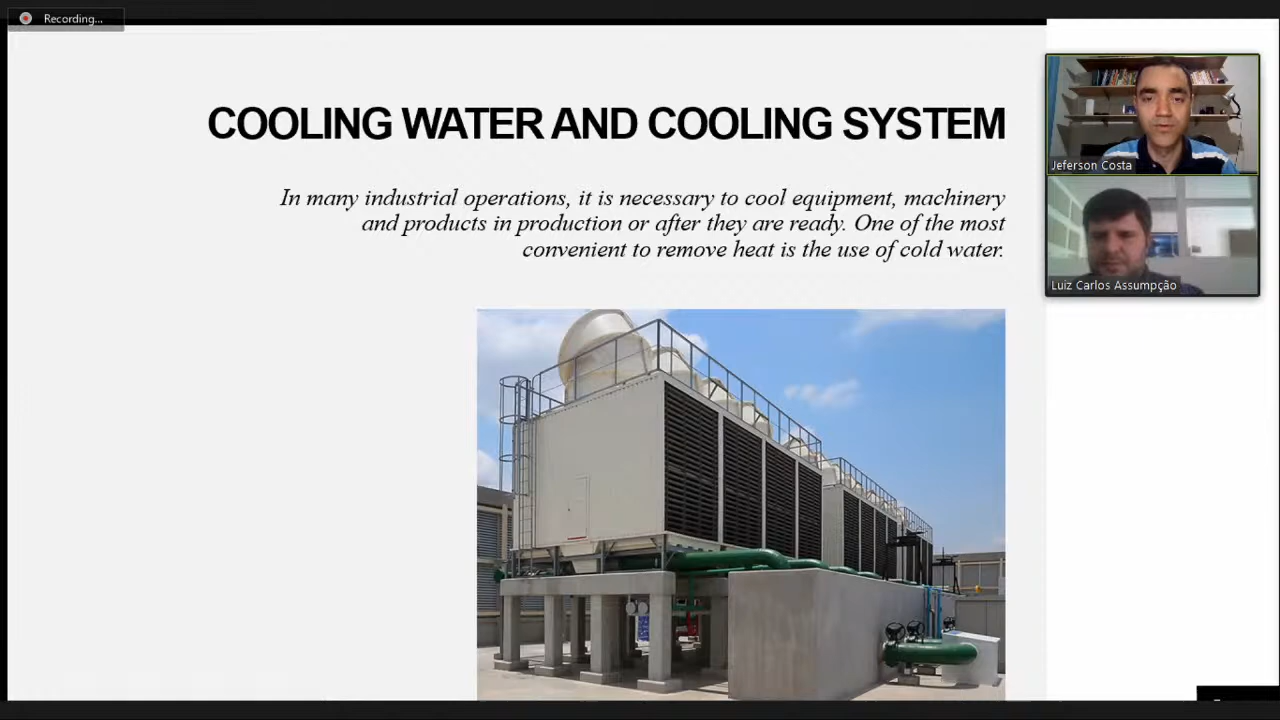 Recording...
COOLING WATER AND COOLING SYSTEM
In many industrial operations, it is necessary to cool equipment, machinery
and products in production or after they are ready. One of the most
convenient to remove heat is the use of cold water.
Jeferson Costa
Luiz Carlos Assumpção